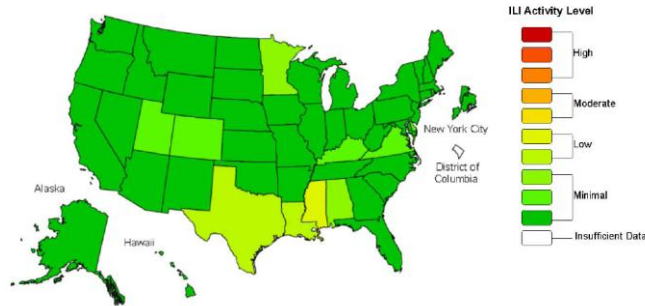 ILI Activity Level
High
Moderate
Low
Minimal
Insufficient Data
New York City
District of
Columbia
Alaska
Hawaii